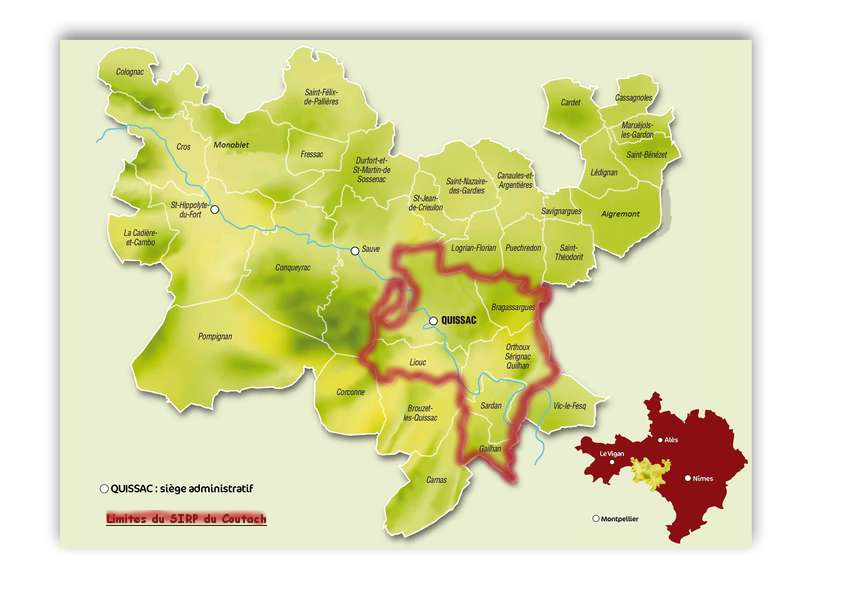 Colognac
Saint-Félix-
de-Pallières
Cardet
Cassagnoles
Maruéjols-
les-Gardon
Cros
Monoblet
Fressac
Durfort-et-
St-Martin de
Sossenac
Saint-Bénézet
Lédignan
Saint-Nazaire-
des-Gardies
Canaules-et-
Argentières
St-Jean-
de-Crieulon
St-Hippolyte-
du-Fort
Savignargues
Aigremont
La Cadière-
et-Cambo
Sauve
Logrian-Florian
Puechredon
Saint-
Théodorit
Conqueyrac
Bragassargues
QUISSAC
Pompignan
Liouc
Orthoux
Sérignac
Quilhan
Corconne
Brouzet-
les-Quissac
Sardan
Vic-le-Fesq
Gailhan
Carnas
Alès
Le Vigan
Nîmes
Montpellier
QUISSAC : siège administratif
Limites du SIRP du Coutach